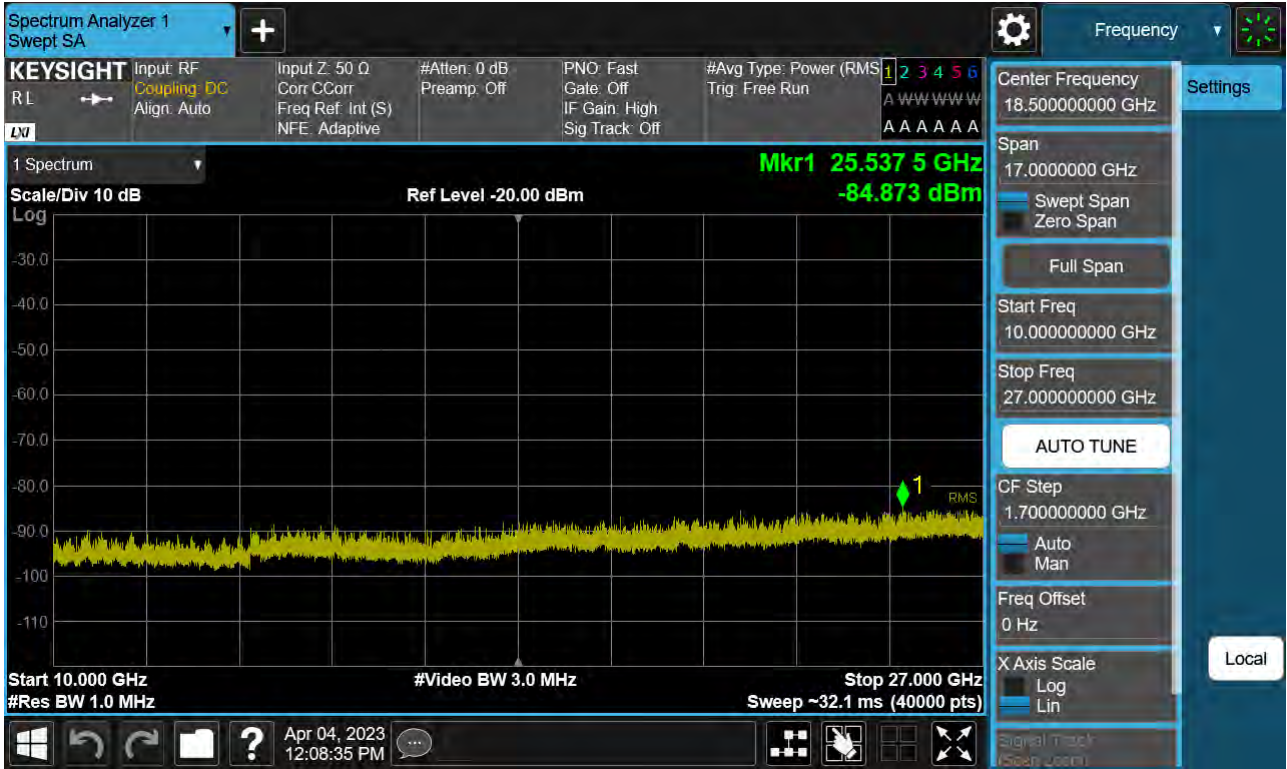 Spectrum Analyzer 1
Swept SA
+
Frequency
KEYSIGHT
R L
LXI
Input: RF
Coupling: DC
Align: Auto
Input Z: 50 Ω
Corr CCorr
Freq Ref: Int (S)
NFE: Adaptive
#Atten: 0 dB
Preamp: Off
PNO: Fast
Gate: Off
IF Gain: High
Sig Track: Off
#Avg Type: Power (RMS
Trig: Free Run
1 2 3 4 5 6
A W W W W W
A A A A A A
1 Spectrum
Scale/Div 10 dB
Log
Ref Level -20.00 dBm
Mkr1 25.537 5 GHz
-84.873 dBm
-30.0
-40.0
-50.0
-60.0
-70.0
-80.0
-90.0
-100
-110
1
RMS
Start 10.000 GHz
#Video BW 3.0 MHz
Stop 27.000 GHz
#Res BW 1.0 MHz
Sweep ~32.1 ms (40000 pts)
Center Frequency
18.500000000 GHz
Settings
Span
17.0000000 GHz
Swept Span
Zero Span
Full Span
Start Freq
10.000000000 GHz
Stop Freq
27.000000000 GHz
AUTO TUNE
CF Step
1.700000000 GHz
Auto
Man
Freq Offset
0 Hz
X Axis Scale
Log
Lin
Local
Signal Track
(Span Zoom)
?
Apr 04, 2023
12:08:35 PM